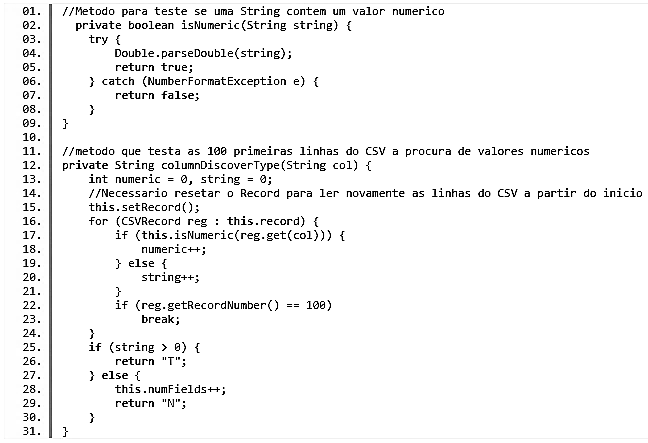 01. //Metodo para teste se uma String contem um valor numerico
02. private boolean isNumeric(String string) {
03. try {
04. Double.parseDouble(string);
05. return true;
06. } catch (NumberFormatException e) {
07. return false;
08. }
09. }
10.
11. //metodo que testa as 100 primeiras linhas do CSV a procura de valores numericos
12. private String columnDiscoverType(String col) {
13. int numeric = 0, string = 0;
14. //Necessario resetar o Record para ler novamente as linhas do CSV a partir do inicio
15. this.setRecord();
16. for (CSVRecord reg : this.record) {
17. if (this.isNumeric(reg.get(col))) {
18. numeric++;
19. } else {
20. string++;
21. }
22. if (reg.getRecordNumber() == 100)
23. break;
24. }
25. if (string > 0) {
26. return "T";
27. } else {
28. this.numFields++;
29. return "N";
30. }
31. }